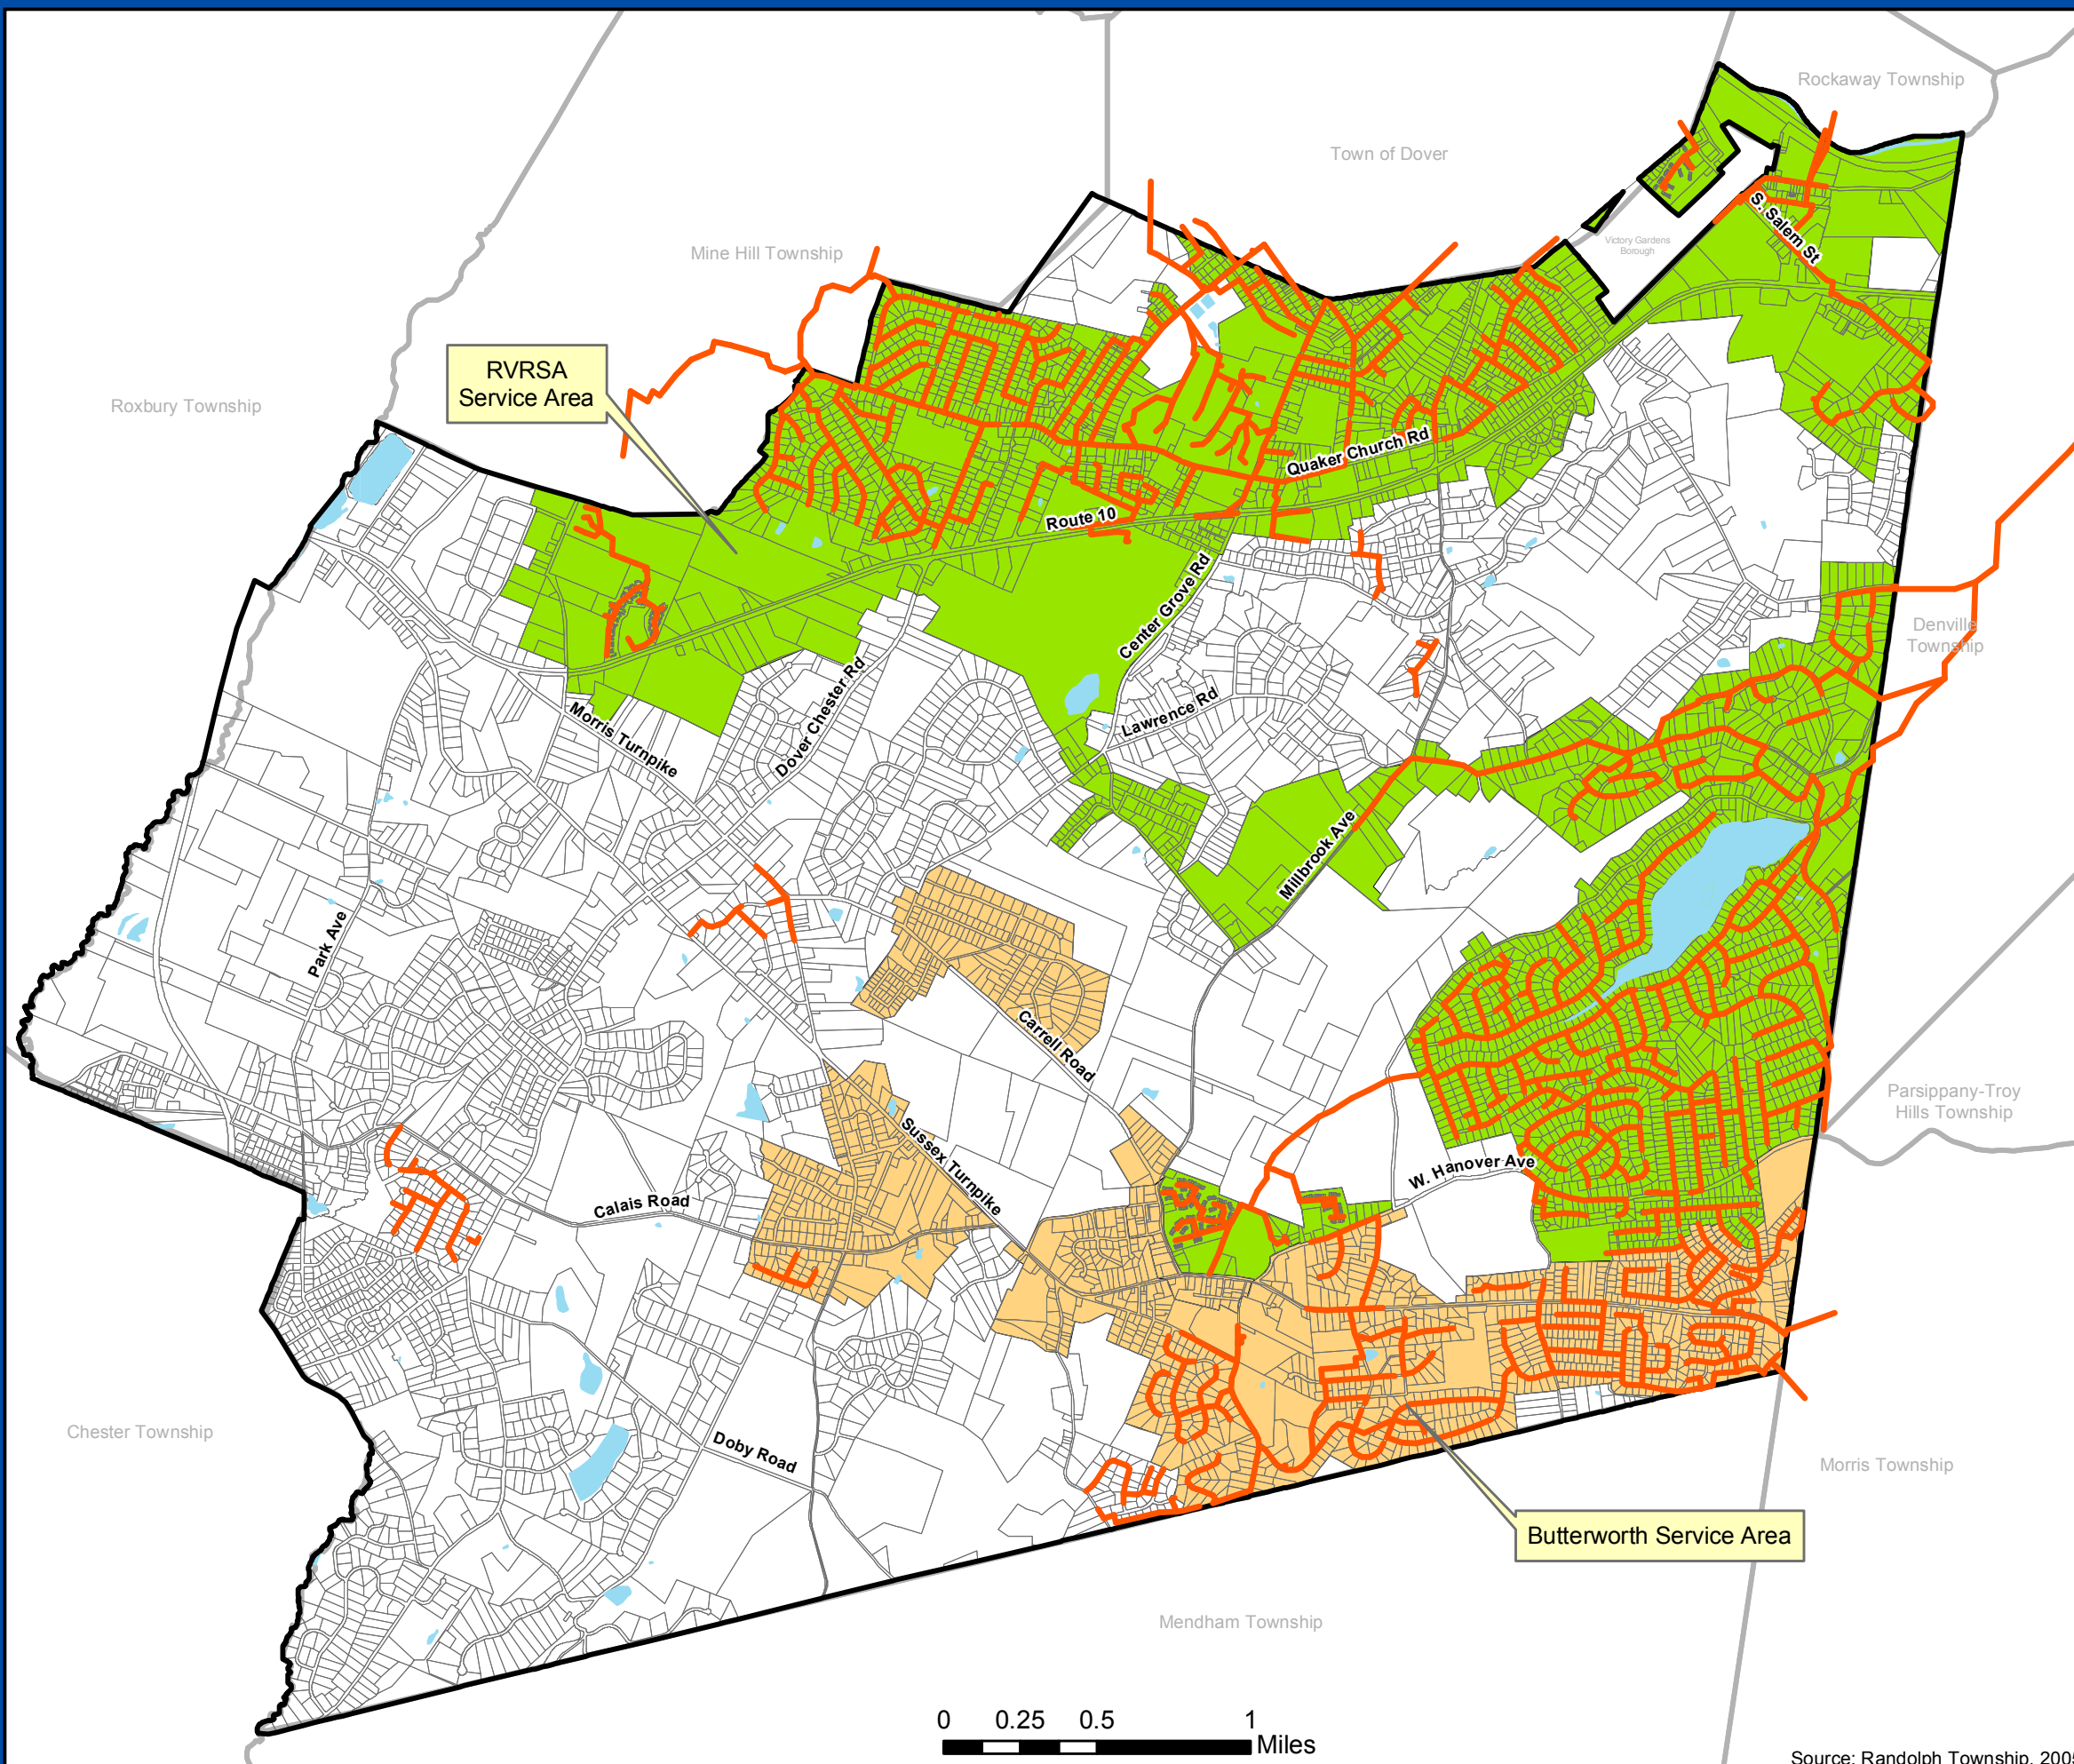 Rockaway Township
Town of Dover
Mine Hill Township
Victory Gardens
Borough
S. Salem St
RVRSA
Service Area
Roxbury Township
Quaker Church Rd
Route 10
Center Grove Rd
Denville
Township
Lawrence Rd
Morris Turnpike
Dover Chester Rd
Millbrook Ave
Park Ave
Carrell Road
Parsippany-Troy
Hills Township
Sussex Turnpike
W. Hanover Ave
Calais Road
Chester Township
Doby Road
Morris Township
Butterworth Service Area
Mendham Township
0 0.25 0.5 1
Miles
Source: Randolph Township, 2005